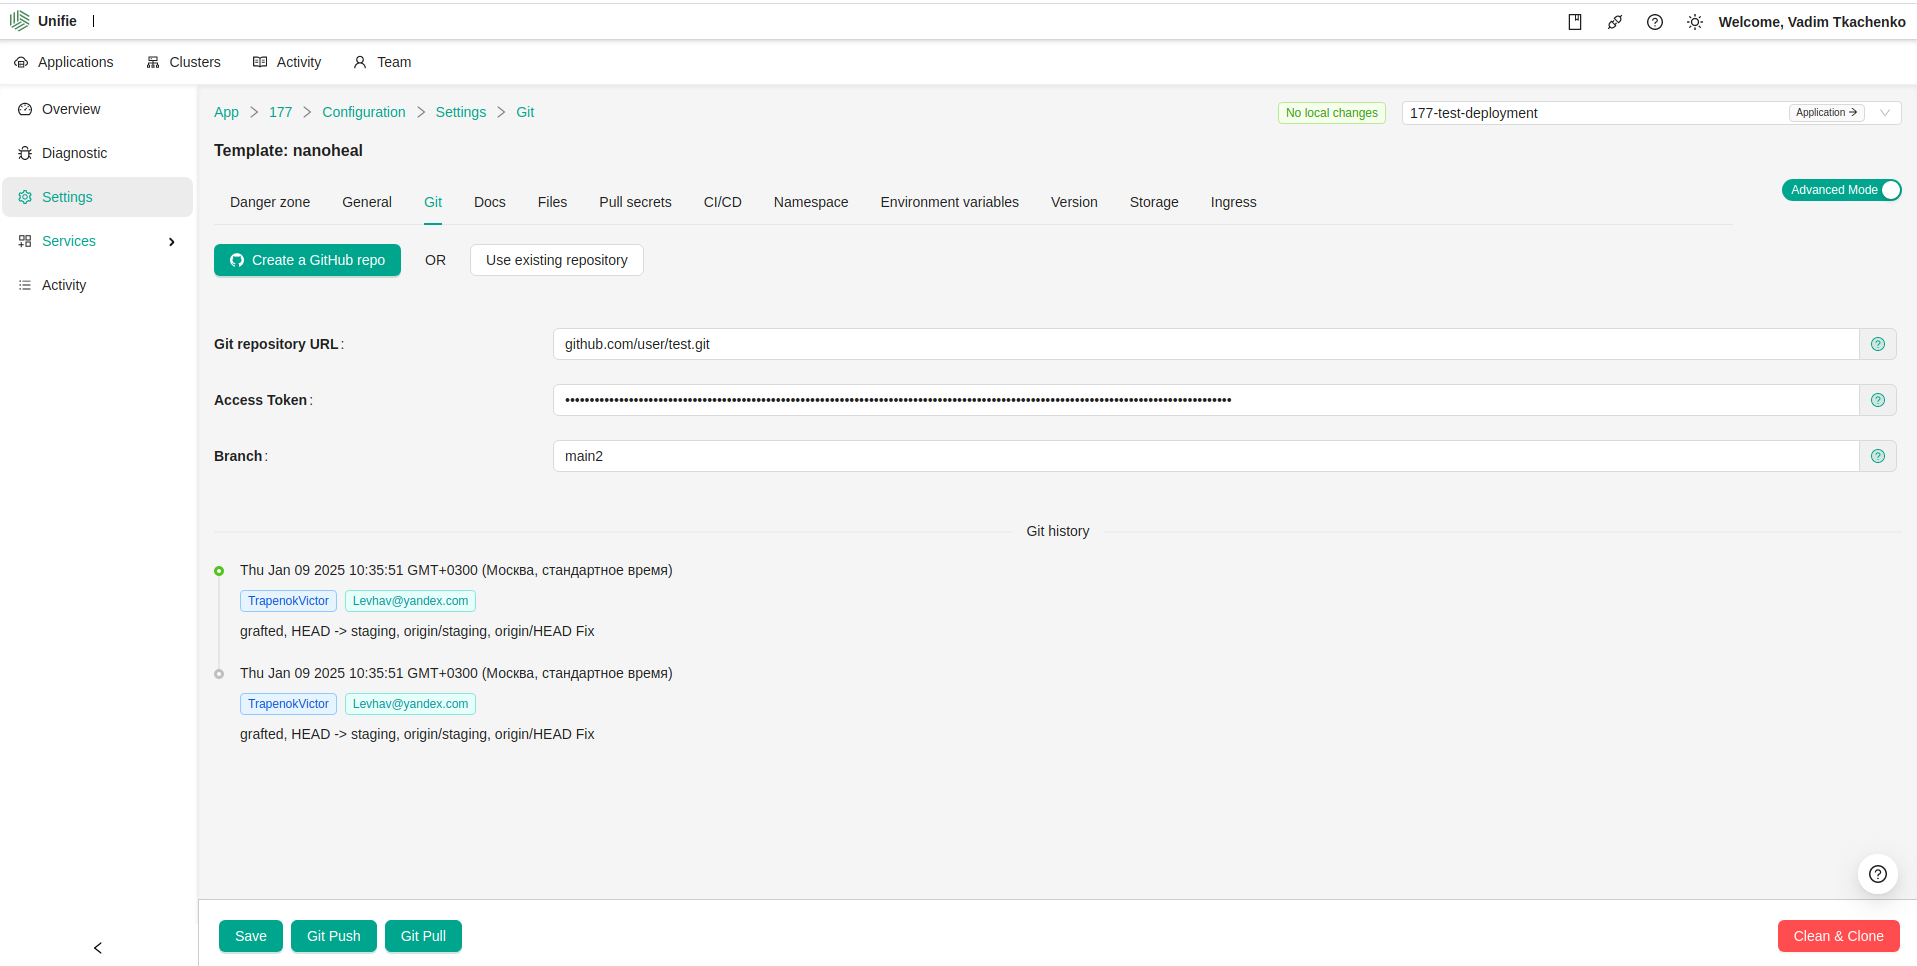 Unifie
Welcome, Vadim Tkachenko
Applications
Clusters
Activity
Team
Overview
Diagnostic
Settings
Services
Activity
App > 177 > Configuration > Settings > Git
No local changes
177-test-deployment
Application →
Template: nanoheal
Advanced Mode
Danger zone
General
Git
Docs
Files
Pull secrets
CI/CD
Namespace
Environment variables
Version
Storage
Ingress
Create a GitHub repo
OR
Use existing repository
Git repository URL:
github.com/user/test.git
Access Token:
Branch:
main2
Git history
Thu Jan 09 2025 10:35:51 GMT+0300 (Москва, стандартное время)
TrapenokVictor Levhav@yandex.com
grafted, HEAD -> staging, origin/staging, origin/HEAD Fix
Thu Jan 09 2025 10:35:51 GMT+0300 (Москва, стандартное время)
TrapenokVictor Levhav@yandex.com
grafted, HEAD -> staging, origin/staging, origin/HEAD Fix
Save
Git Push
Git Pull
Clean & Clone